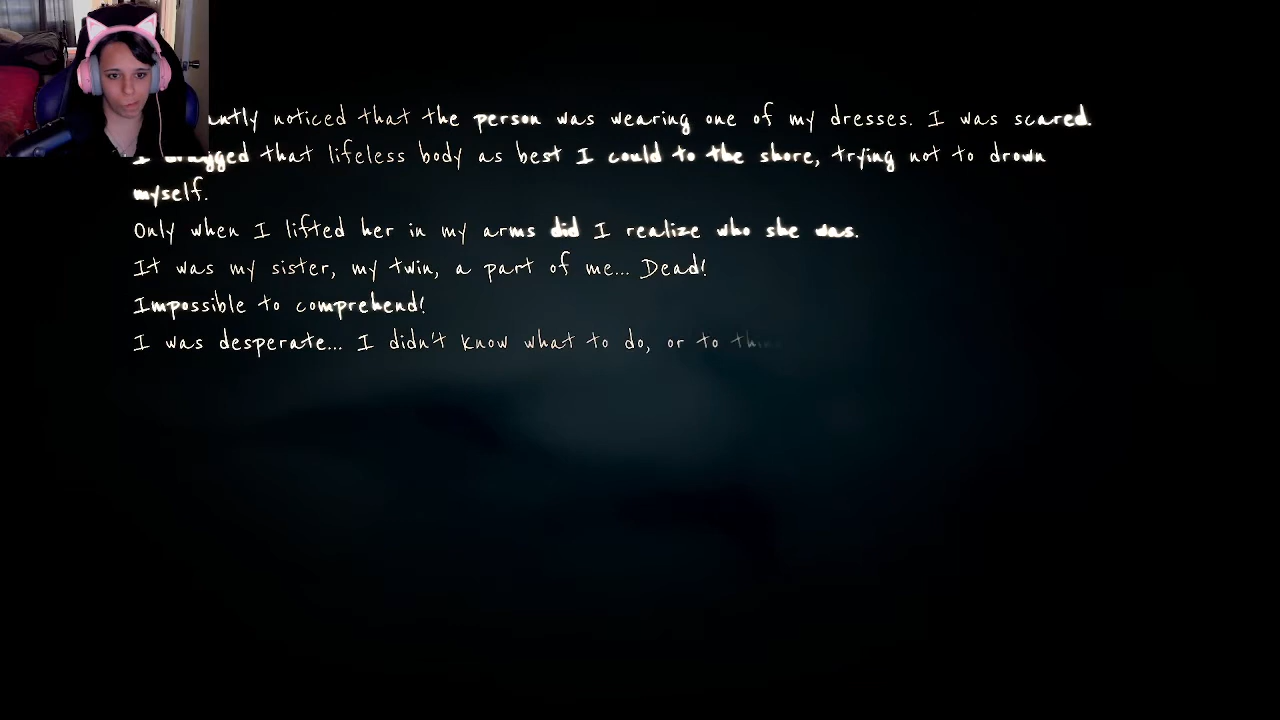 noticed that the person was wearing one of my dresses. I was scared.
that lifeless body as best I could to the shore, trying not to drown
myself.
Only when I lifted her in my arms did I realize who she was.
It was my sister, my twin, a part of me... Dead!
Impossible to comprehend!
I was desperate... I didn't know what to do, or to